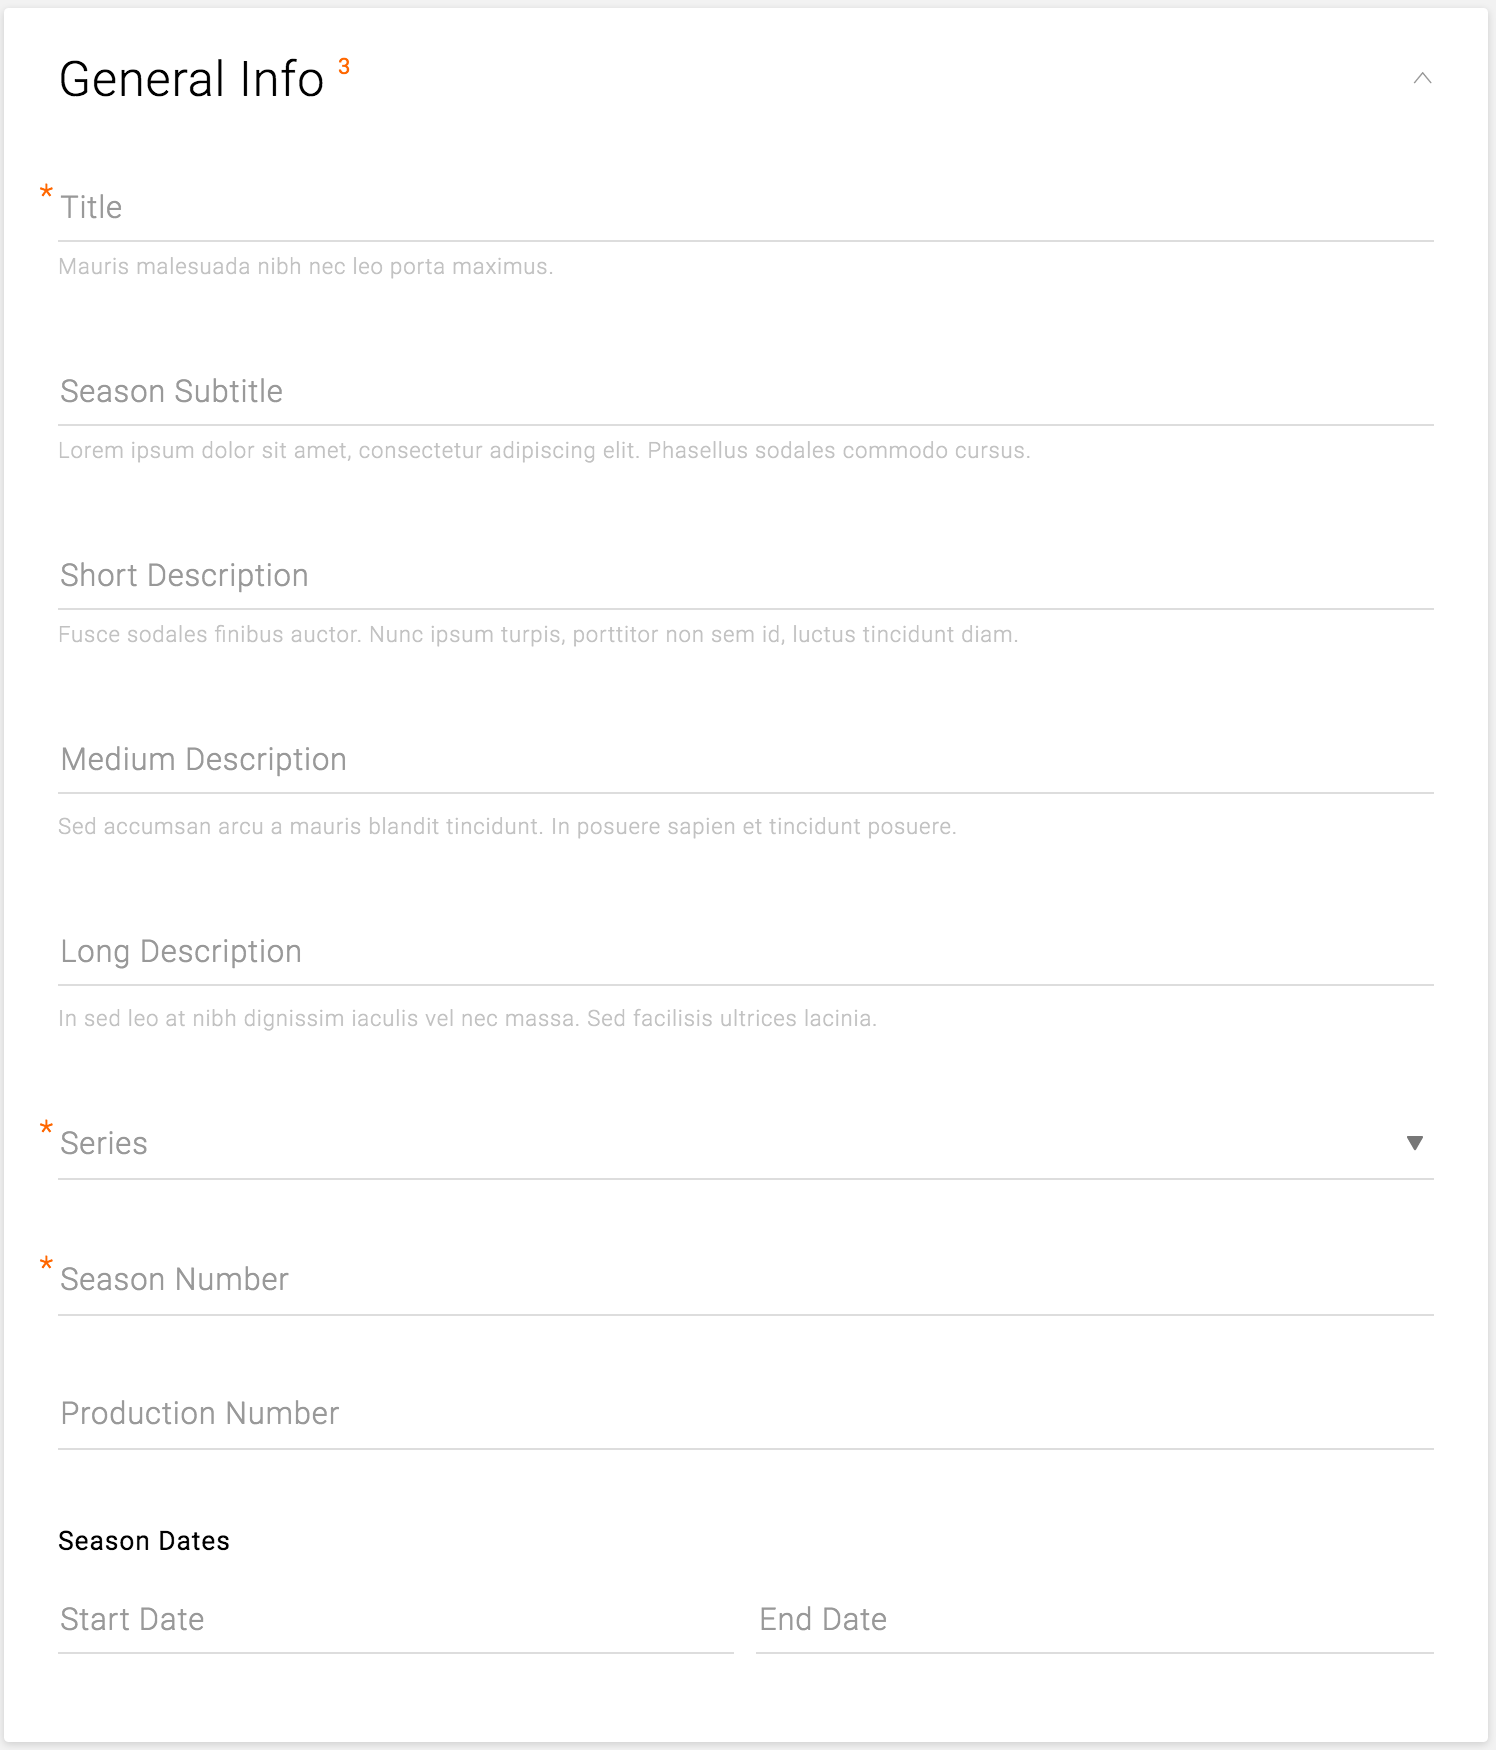 General Info 3
* Title
Mauris malesuada nibh nec leo porta maximus.
Season Subtitle
Lorem ipsum dolor sit amet, consectetur adipiscing elit. Phasellus sodales commodo cursus.
Short Description
Fusce sodales finibus auctor. Nunc ipsum turpis, porttitor non sem id, luctus tincidunt diam.
Medium Description
Sed accumsan arcu a mauris blandit tincidunt. In posuere sapien et tincidunt posuere.
Long Description
In sed leo at nibh dignissim iaculis vel nec massa. Sed facilisis ultrices lacinia.
* Series
* Season Number
Production Number
Season Dates
Start Date
End Date